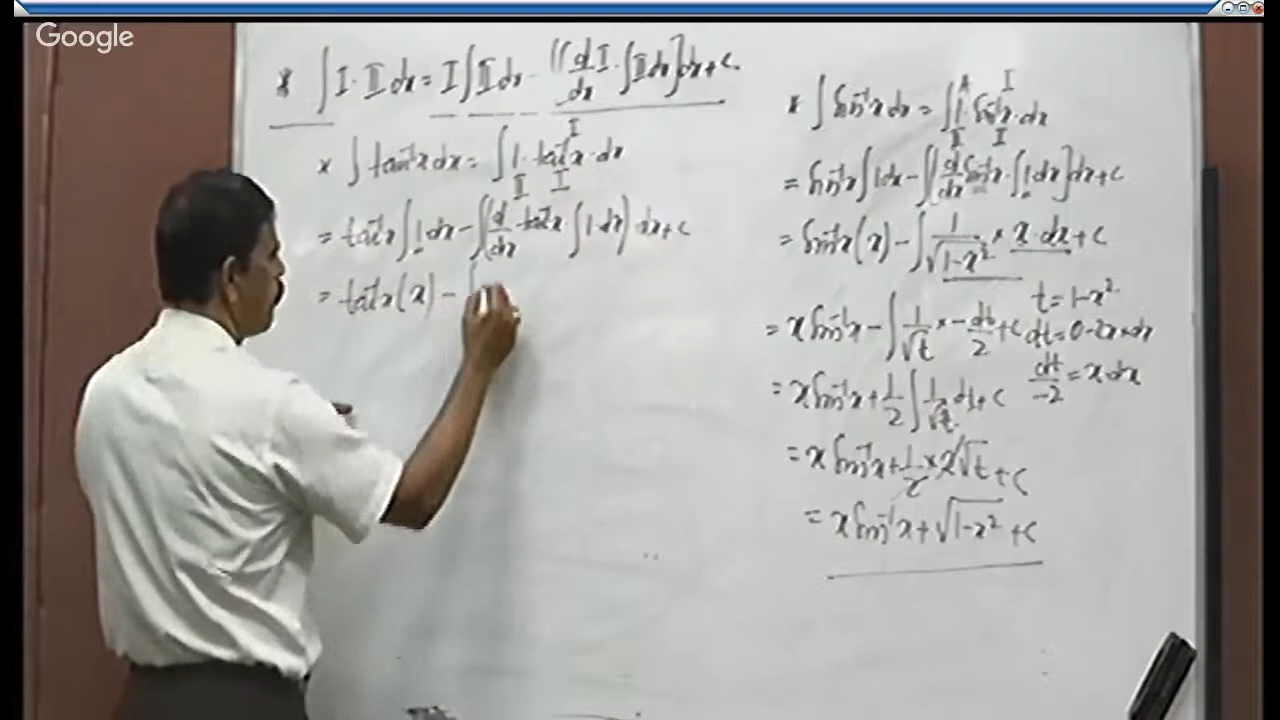 Google
* ∫ I · II dx = I ∫ II dx - ∫[d/dx I · ∫ II dx] dx + c.
× ∫ tan⁻¹x dx = ∫ 1 · tan⁻¹x · dx
I
II I
= tan⁻¹x ∫ 1 dx - ∫(d/dx tan⁻¹x ∫ 1 · dx) dx + c
= tan⁻¹x (x) - ∫
* ∫ sin⁻¹x dx = ∫ 1 · sin⁻¹x · dx
A I
II I
= sin⁻¹x ∫ 1 dx - ∫[d/dx sin⁻¹x · ∫ 1 dx] dx + c
= sin⁻¹x (x) - ∫ 1/√1-x² × x · dx + c
t = 1-x²
= x sin⁻¹x - ∫ 1/√t × -dt/2 + c
dt = 0-2x × dx
dt/-2 = x dx
= x sin⁻¹x + 1/2 ∫ 1/√t dt + c
= x sin⁻¹x + 1/2 × 2√t + c
= x sin⁻¹x + √1-x² + c